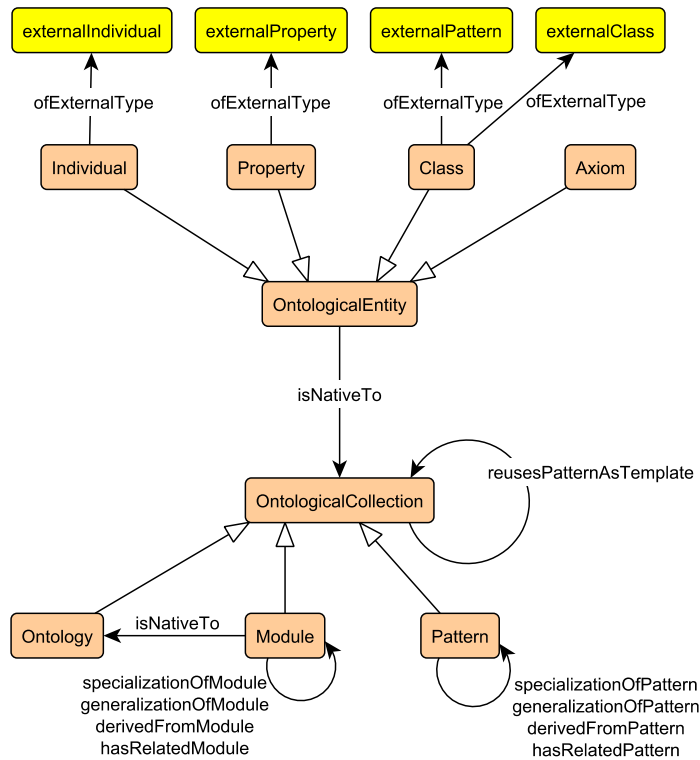 externalIndividual
externalProperty
externalPattern
externalClass
ofExternalType
ofExternalType
ofExternalType
ofExternalType
Individual
Property
Class
Axiom
OntologicalEntity
isNativeTo
OntologicalCollection
reusesPatternAsTemplate
Ontology
isNativeTo
Module
Pattern
specializationOfModule
generalizationOfModule
derivedFromModule
hasRelatedModule
specializationOfPattern
generalizationOfPattern
derivedFromPattern
hasRelatedPattern